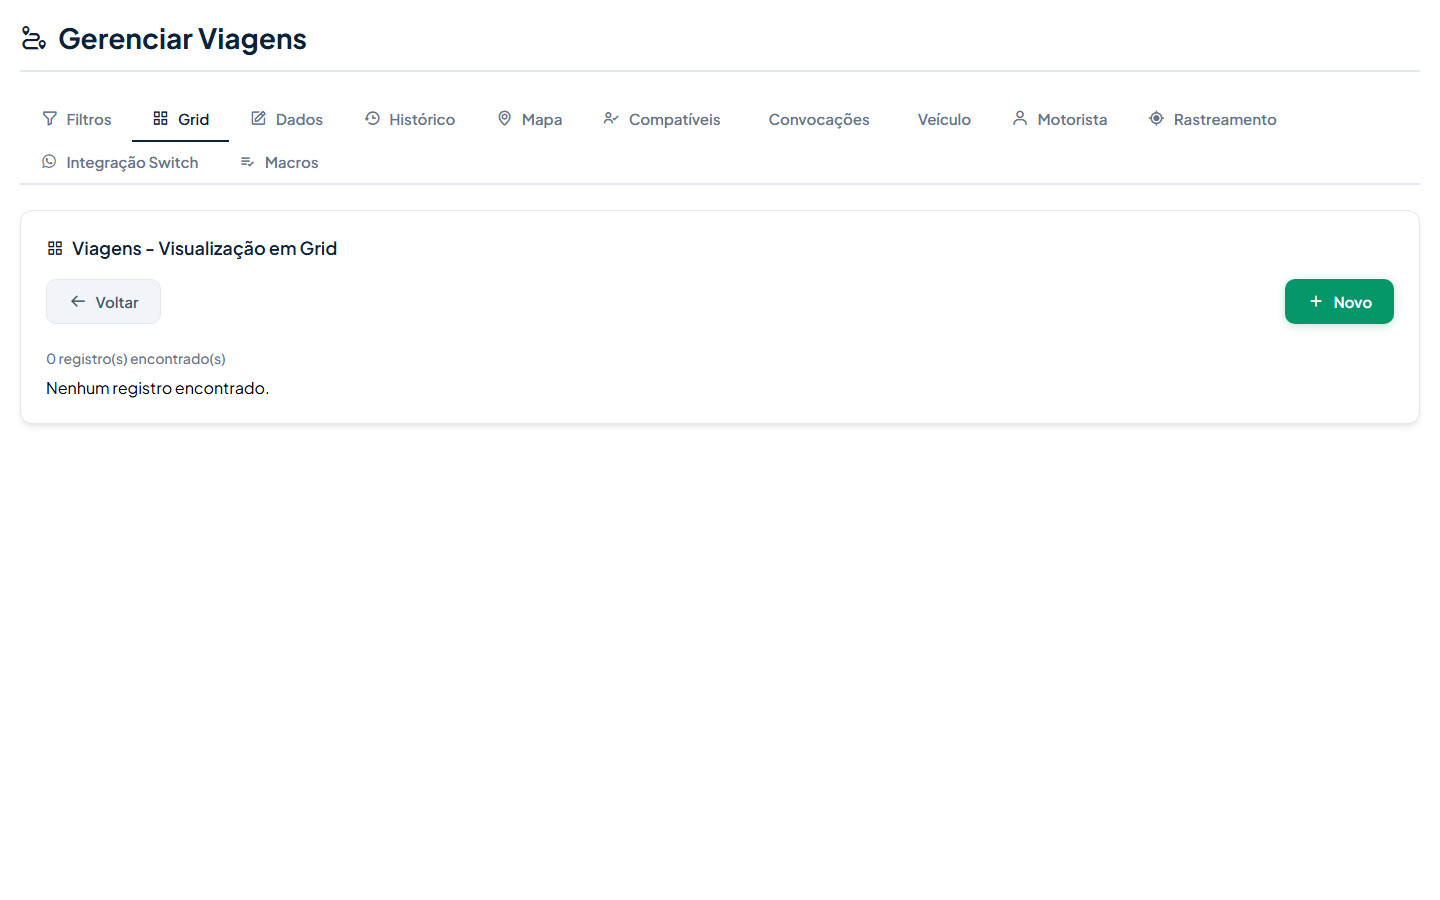 Gerenciar Viagens
Filtros Grid Dados Histórico Mapa Compatíveis Convocações Veículo Motorista Rastreamento
Integração Switch Macros
Viagens - Visualização em Grid
Voltar Novo
0 registro(s) encontrado(s)
Nenhum registro encontrado.